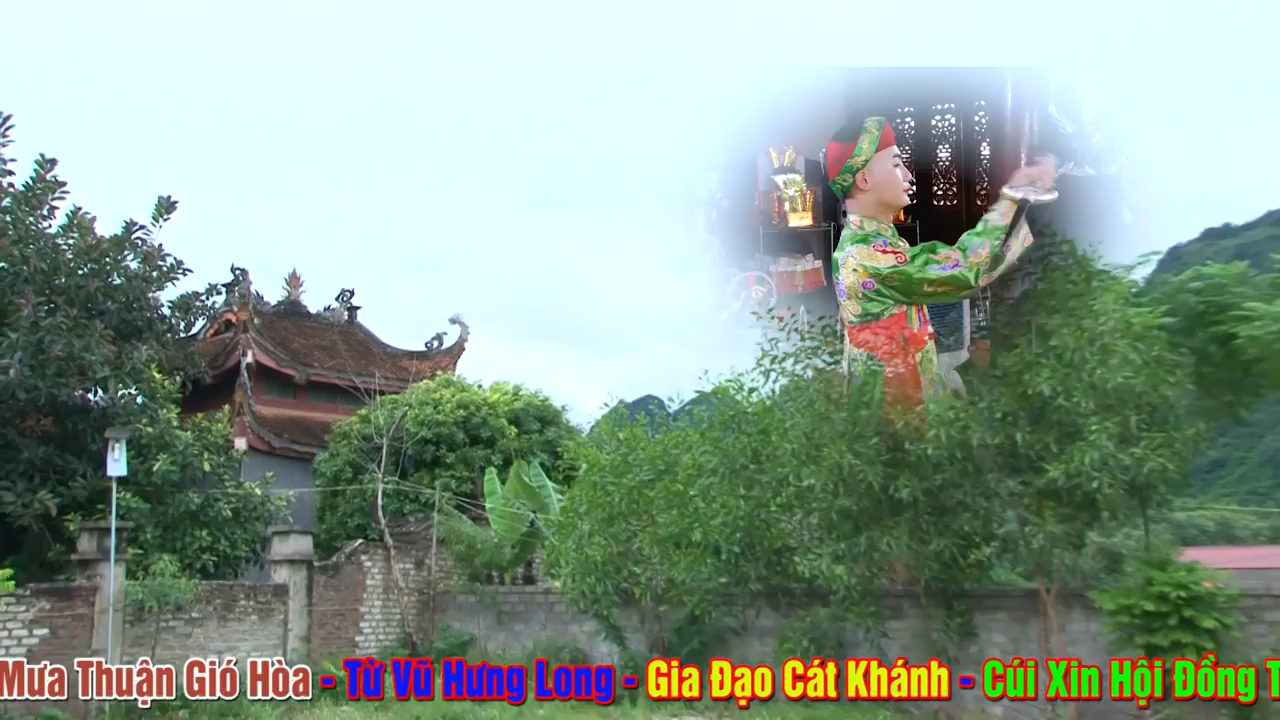 Mưa Thuận Gió Hòa - Từ Vũ Hưng Long - Gia Đạo Cát Khánh - Cúi Xin Hội Đồng